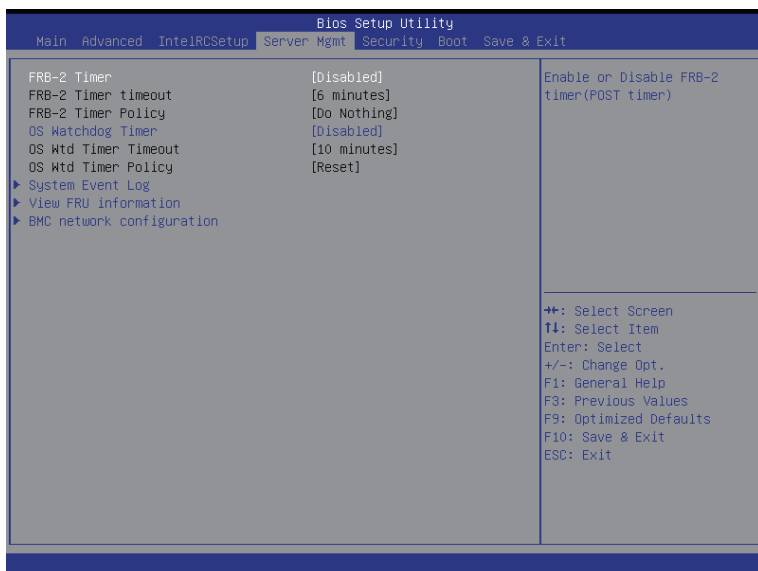 Bios Setup Utility
Main Advanced IntelRCSetup Server Mgmt Security Boot Save & Exit
FRB-2 Timer [Disabled]
FRB-2 Timer timeout [6 minutes]
FRB-2 Timer Policy [Do Nothing]
OS Watchdog Timer [Disabled]
OS Wtd Timer Timeout [10 minutes]
OS Wtd Timer Policy [Reset]
System Event Log
View FRU information
BMC network configuration
Enable or Disable FRB-2
timer(POST timer)
→←: Select Screen
↑↓: Select Item
Enter: Select
+/-: Change Opt.
F1: General Help
F3: Previous Values
F9: Optimized Defaults
F10: Save & Exit
ESC: Exit